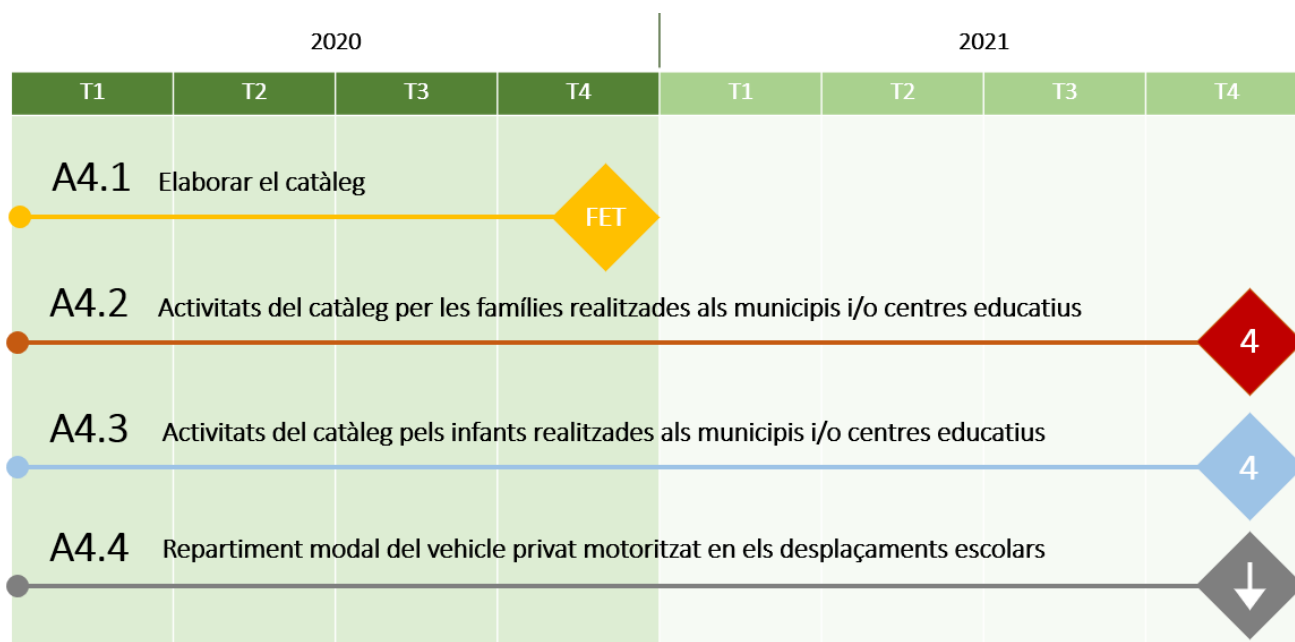 2020 2021
T1 T2 T3 T4 T1 T2 T3 T4
A4.1 Elaborar el catàleg
FET
A4.2 Activitats del catàleg per les famílies realitzades als municipis i/o centres educatius
4
A4.3 Activitats del catàleg pels infants realitzades als municipis i/o centres educatius
4
A4.4 Repartiment modal del vehicle privat motoritzat en els desplaçaments escolars